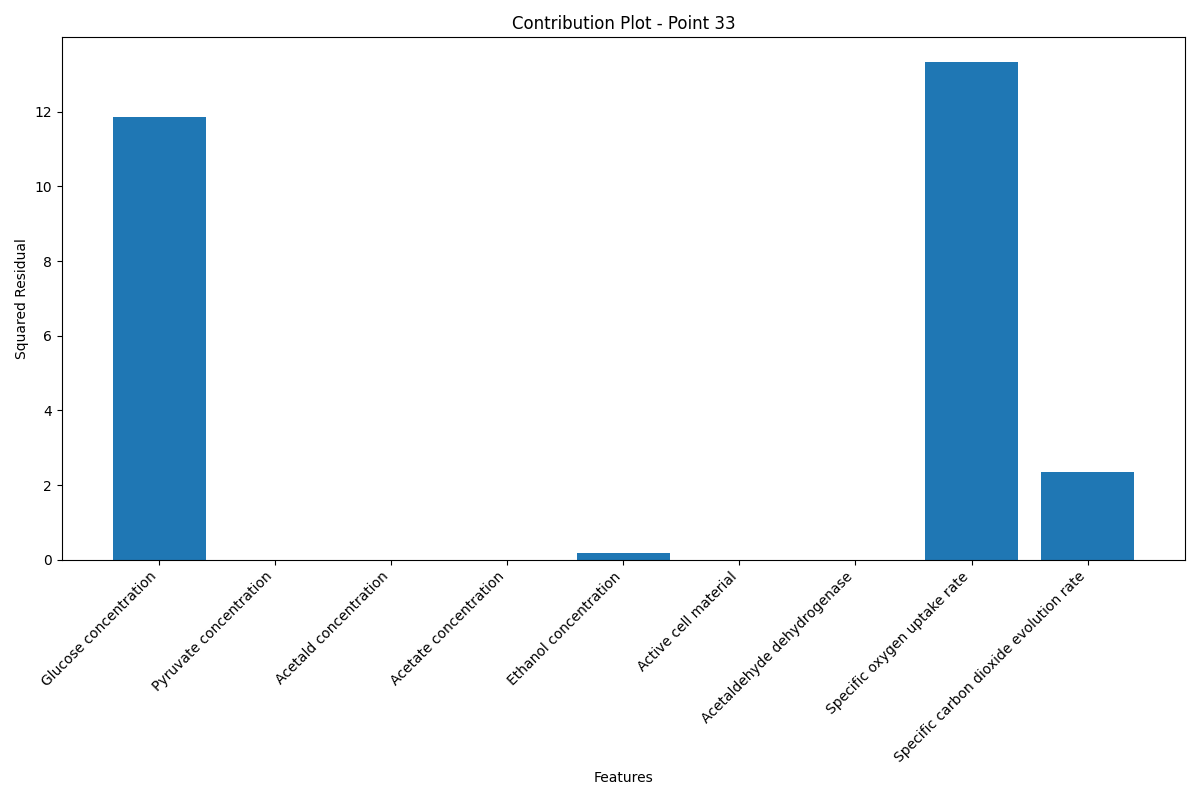 Contribution Plot - Point 33
Squared Residual
12
10
8
6
4
2
0
Glucose concentration
Pyruvate concentration
Acetald concentration
Acetate concentration
Ethanol concentration
Active cell material
Acetaldehyde dehydrogenase
Specific oxygen uptake rate
Specific carbon dioxide evolution rate
Features